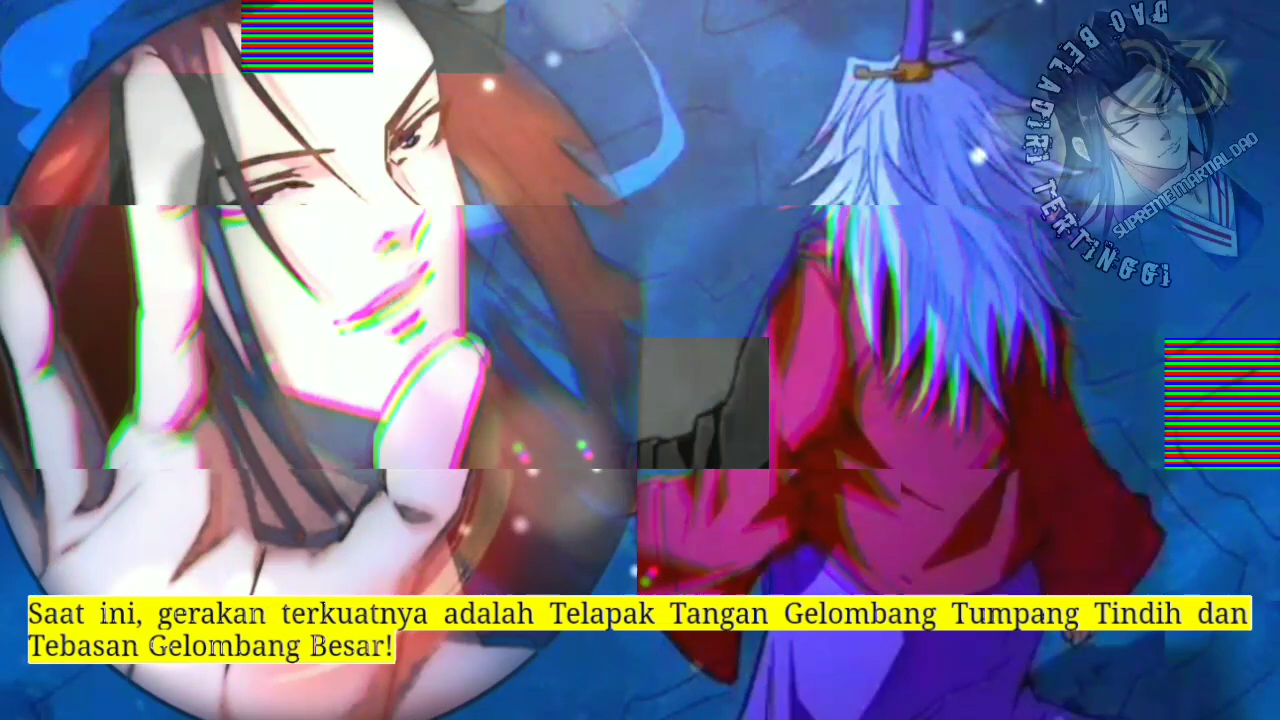 DAO BELADIRI TERTINGGI
23
SUPREME MARTIAL DAO
Saat ini, gerakan terkuatnya adalah Telapak Tangan Gelombang Tumpang Tindih dan
Tebasan Gelombang Besar!